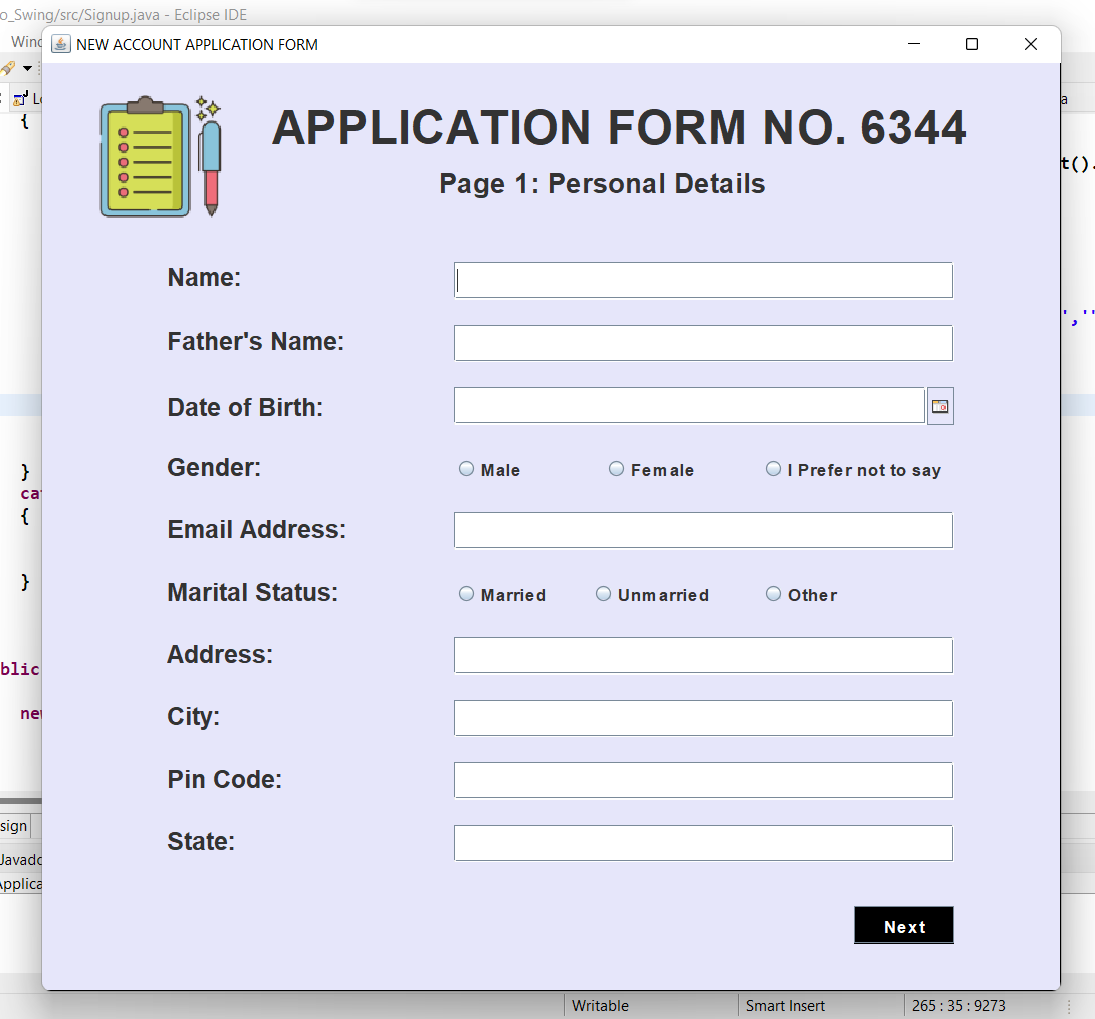 o_Swing/src/Signup.java - Eclipse IDE
NEW ACCOUNT APPLICATION FORM
APPLICATION FORM NO. 6344
Page 1: Personal Details
Name:
Father's Name:
Date of Birth:
Gender: Male Female I Prefer not to say
Email Address:
Marital Status: Married Unmarried Other
Address:
City:
Pin Code:
State:
Next
Writable Smart Insert 265 : 35 : 9273